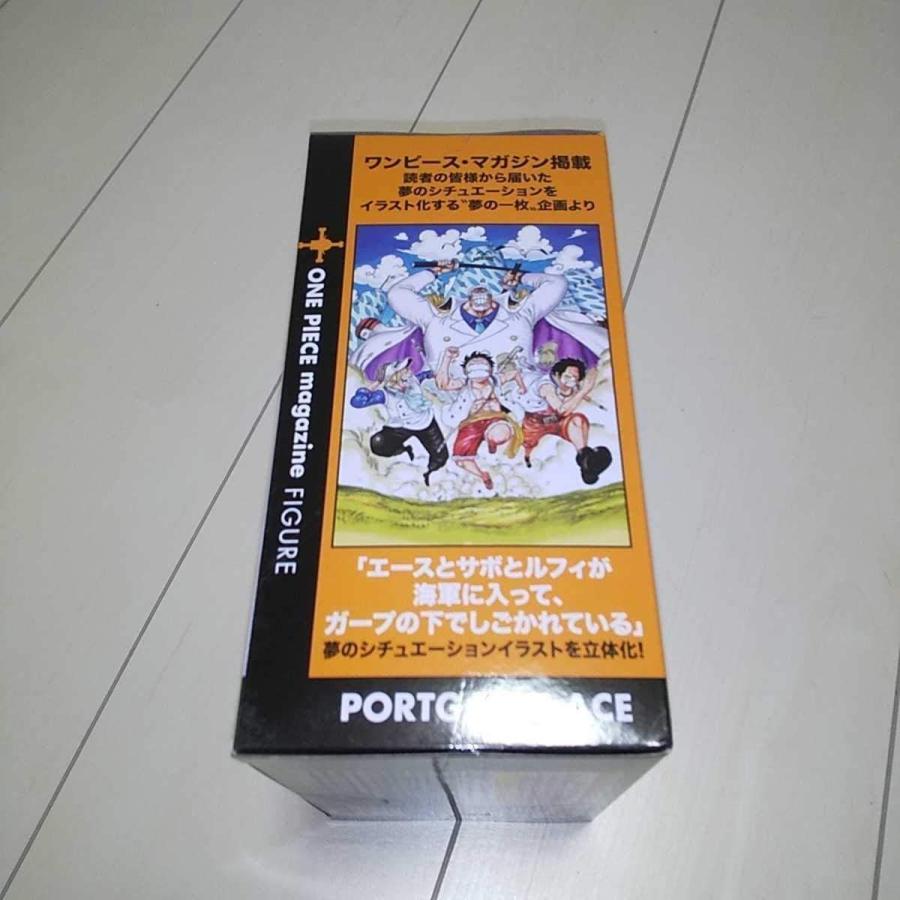 ワンピース・マガジン掲載
読者の皆様から届いた
夢のシチュエーションを
イラスト化する〝夢の一枚〟企画より
ONE PIECE magazine FIGURE
「エースとサボとルフィが
海軍に入って、
ガープの下でしごかれている」
夢のシチュエーションイラストを立体化!